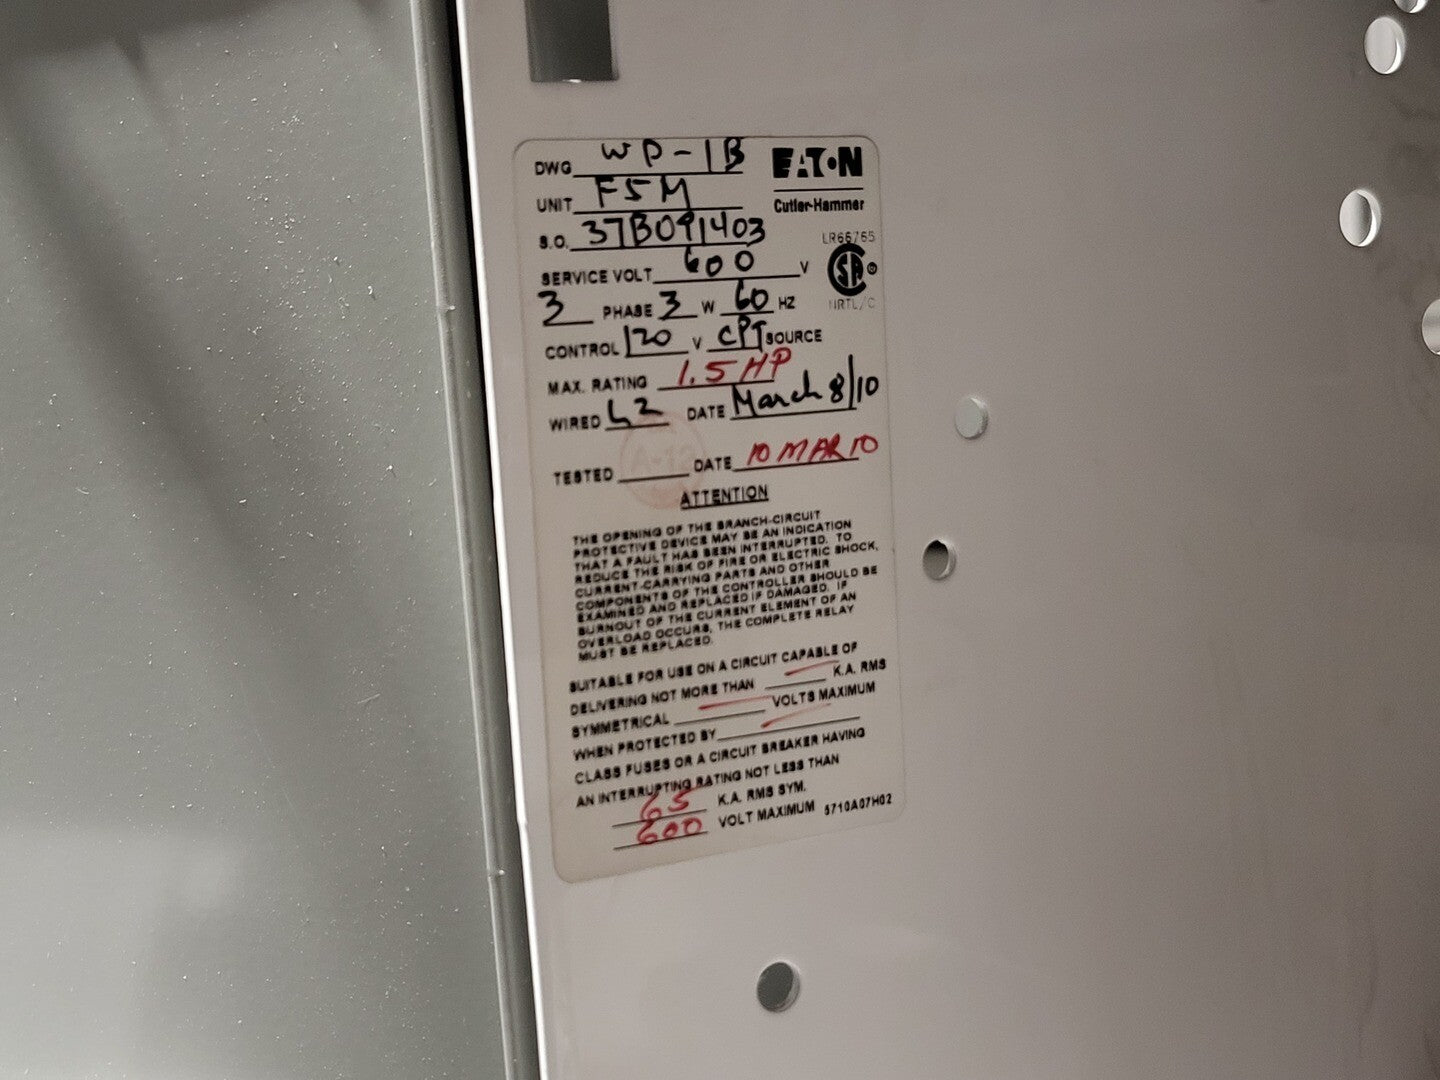 DWG WP-1B
EATON
UNIT F5M
Cutler-Hammer
S.O. 37B091403
LR66765
SERVICE VOLT 600 V
3 PHASE 3 W 60 HZ
NRTL/C
CONTROL 120 V CPT SOURCE
MAX. RATING 1.5 HP
WIRED L2 DATE March 8/10
A-12
TESTED DATE 10 MAR 10
ATTENTION
THE OPENING OF THE BRANCH-CIRCUIT
PROTECTIVE DEVICE MAY BE AN INDICATION
THAT A FAULT HAS BEEN INTERRUPTED. TO
REDUCE THE RISK OF FIRE OR ELECTRIC SHOCK,
CURRENT-CARRYING PARTS AND OTHER
COMPONENTS OF THE CONTROLLER SHOULD BE
EXAMINED AND REPLACED IF DAMAGED. IF
BURNOUT OF THE CURRENT ELEMENT OF AN
OVERLOAD OCCURS, THE COMPLETE RELAY
MUST BE REPLACED.
SUITABLE FOR USE ON A CIRCUIT CAPABLE OF
DELIVERING NOT MORE THAN K.A. RMS
SYMMETRICAL VOLTS MAXIMUM
WHEN PROTECTED BY
CLASS FUSES OR A CIRCUIT BREAKER HAVING
AN INTERRUPTING RATING NOT LESS THAN
65 K.A. RMS SYM.
600 VOLT MAXIMUM 5710A07H02